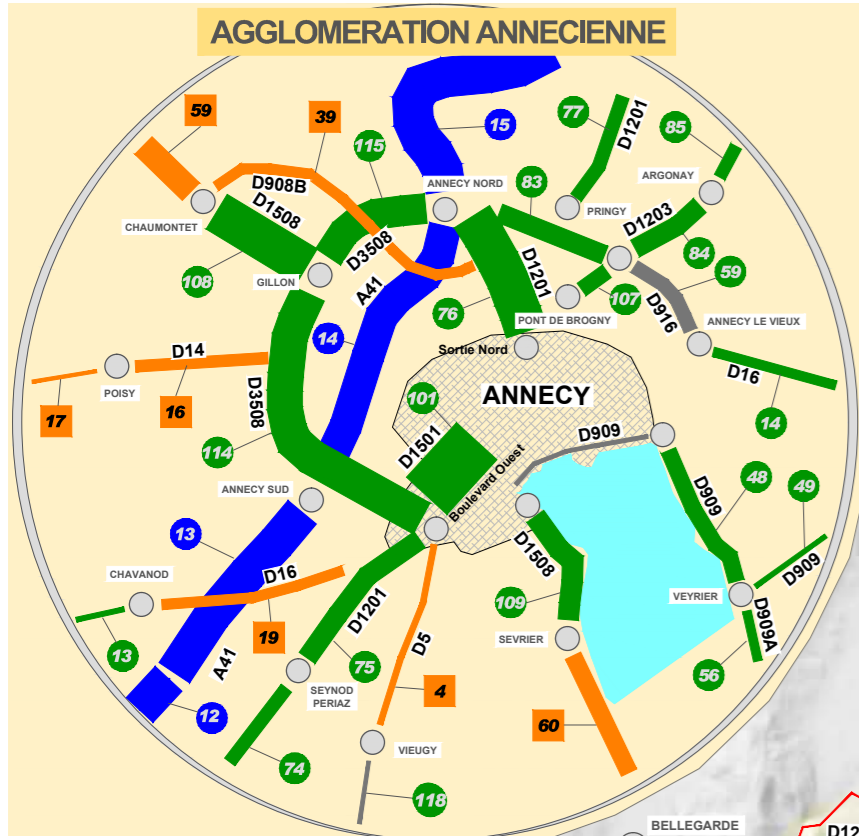 AGGLOMERATION ANNECIENNE
59
39
15
77
D1201
85
115
ARGONAY
ANNECY NORD
83
D908B
D1508
CHAUMONTET
PRINGY
D1203
84
D3508
108
GILLON
A41
D1201
76
107
59
D916
PONT DE BROGNY
ANNECY LE VIEUX
14
Sortie Nord
D14
POISY
D16
17
16
D3508
101
ANNECY
14
D1501
D909
114
Boulevard Ouest
ANNECY SUD
D909
48
49
13
D1508
D909
CHAVANOD
D16
109
VEYRIER
D909A
13
19
D1201
SEVRIER
A41
D5
75
56
12
SEYNOD
PERIAZ
4
60
74
VIEUGY
118
BELLEGARDE
D12